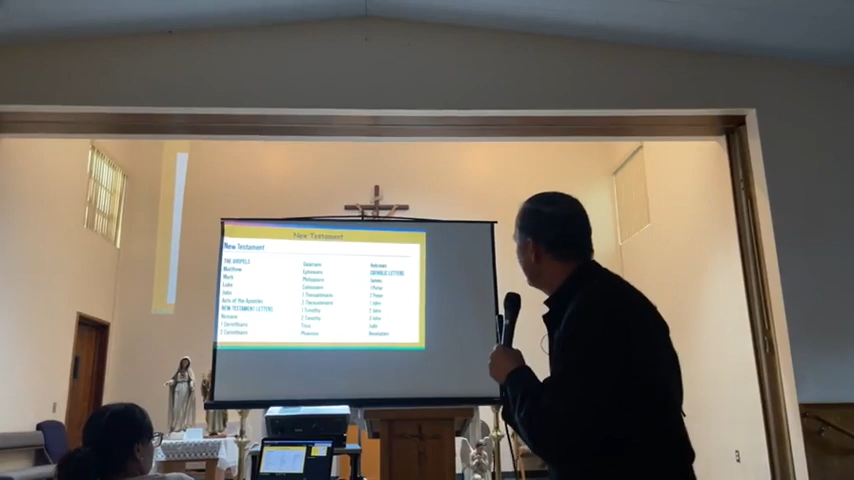 New Testament
New Testament
THE GOSPELS
Matthew
Mark
Luke
John
Acts of the Apostles
NEW TESTAMENT LETTERS
Romans
1 Corinthians
2 Corinthians
Galatians
Ephesians
Philippians
Colossians
1 Thessalonians
2 Thessalonians
1 Timothy
2 Timothy
Titus
Philemon
Hebrews
CATHOLIC LETTERS
James
1 Peter
2 Peter
1 John
2 John
3 John
Jude
Revelation